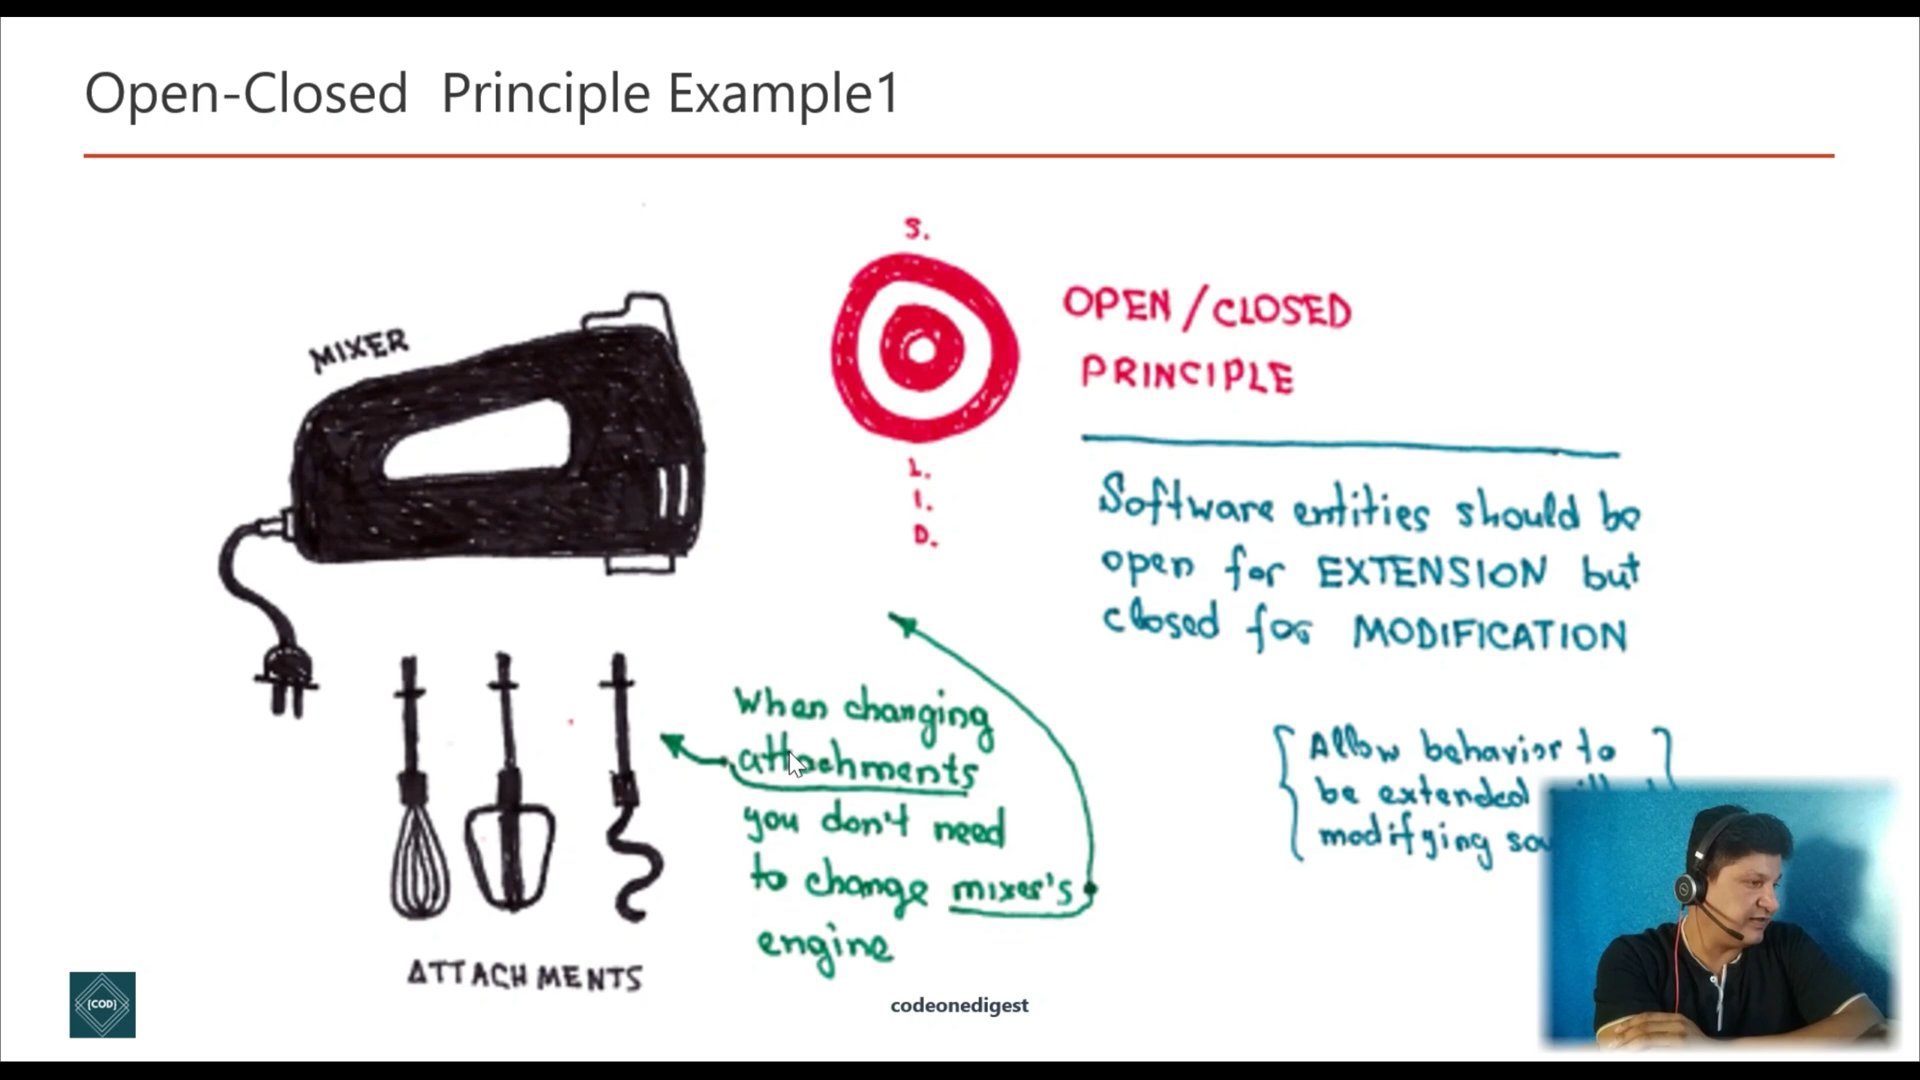 Open-Closed Principle Example1
MIXER
S.
L.
I.
D.
OPEN/CLOSED
PRINCIPLE
Software entities should be
open for EXTENSION but
closed for MODIFICATION
When changing
attachments
you don't need
to change mixer's
engine
Allow behavior to
be extended
modifying
ATTACHMENTS
{COD}
codeonedigest